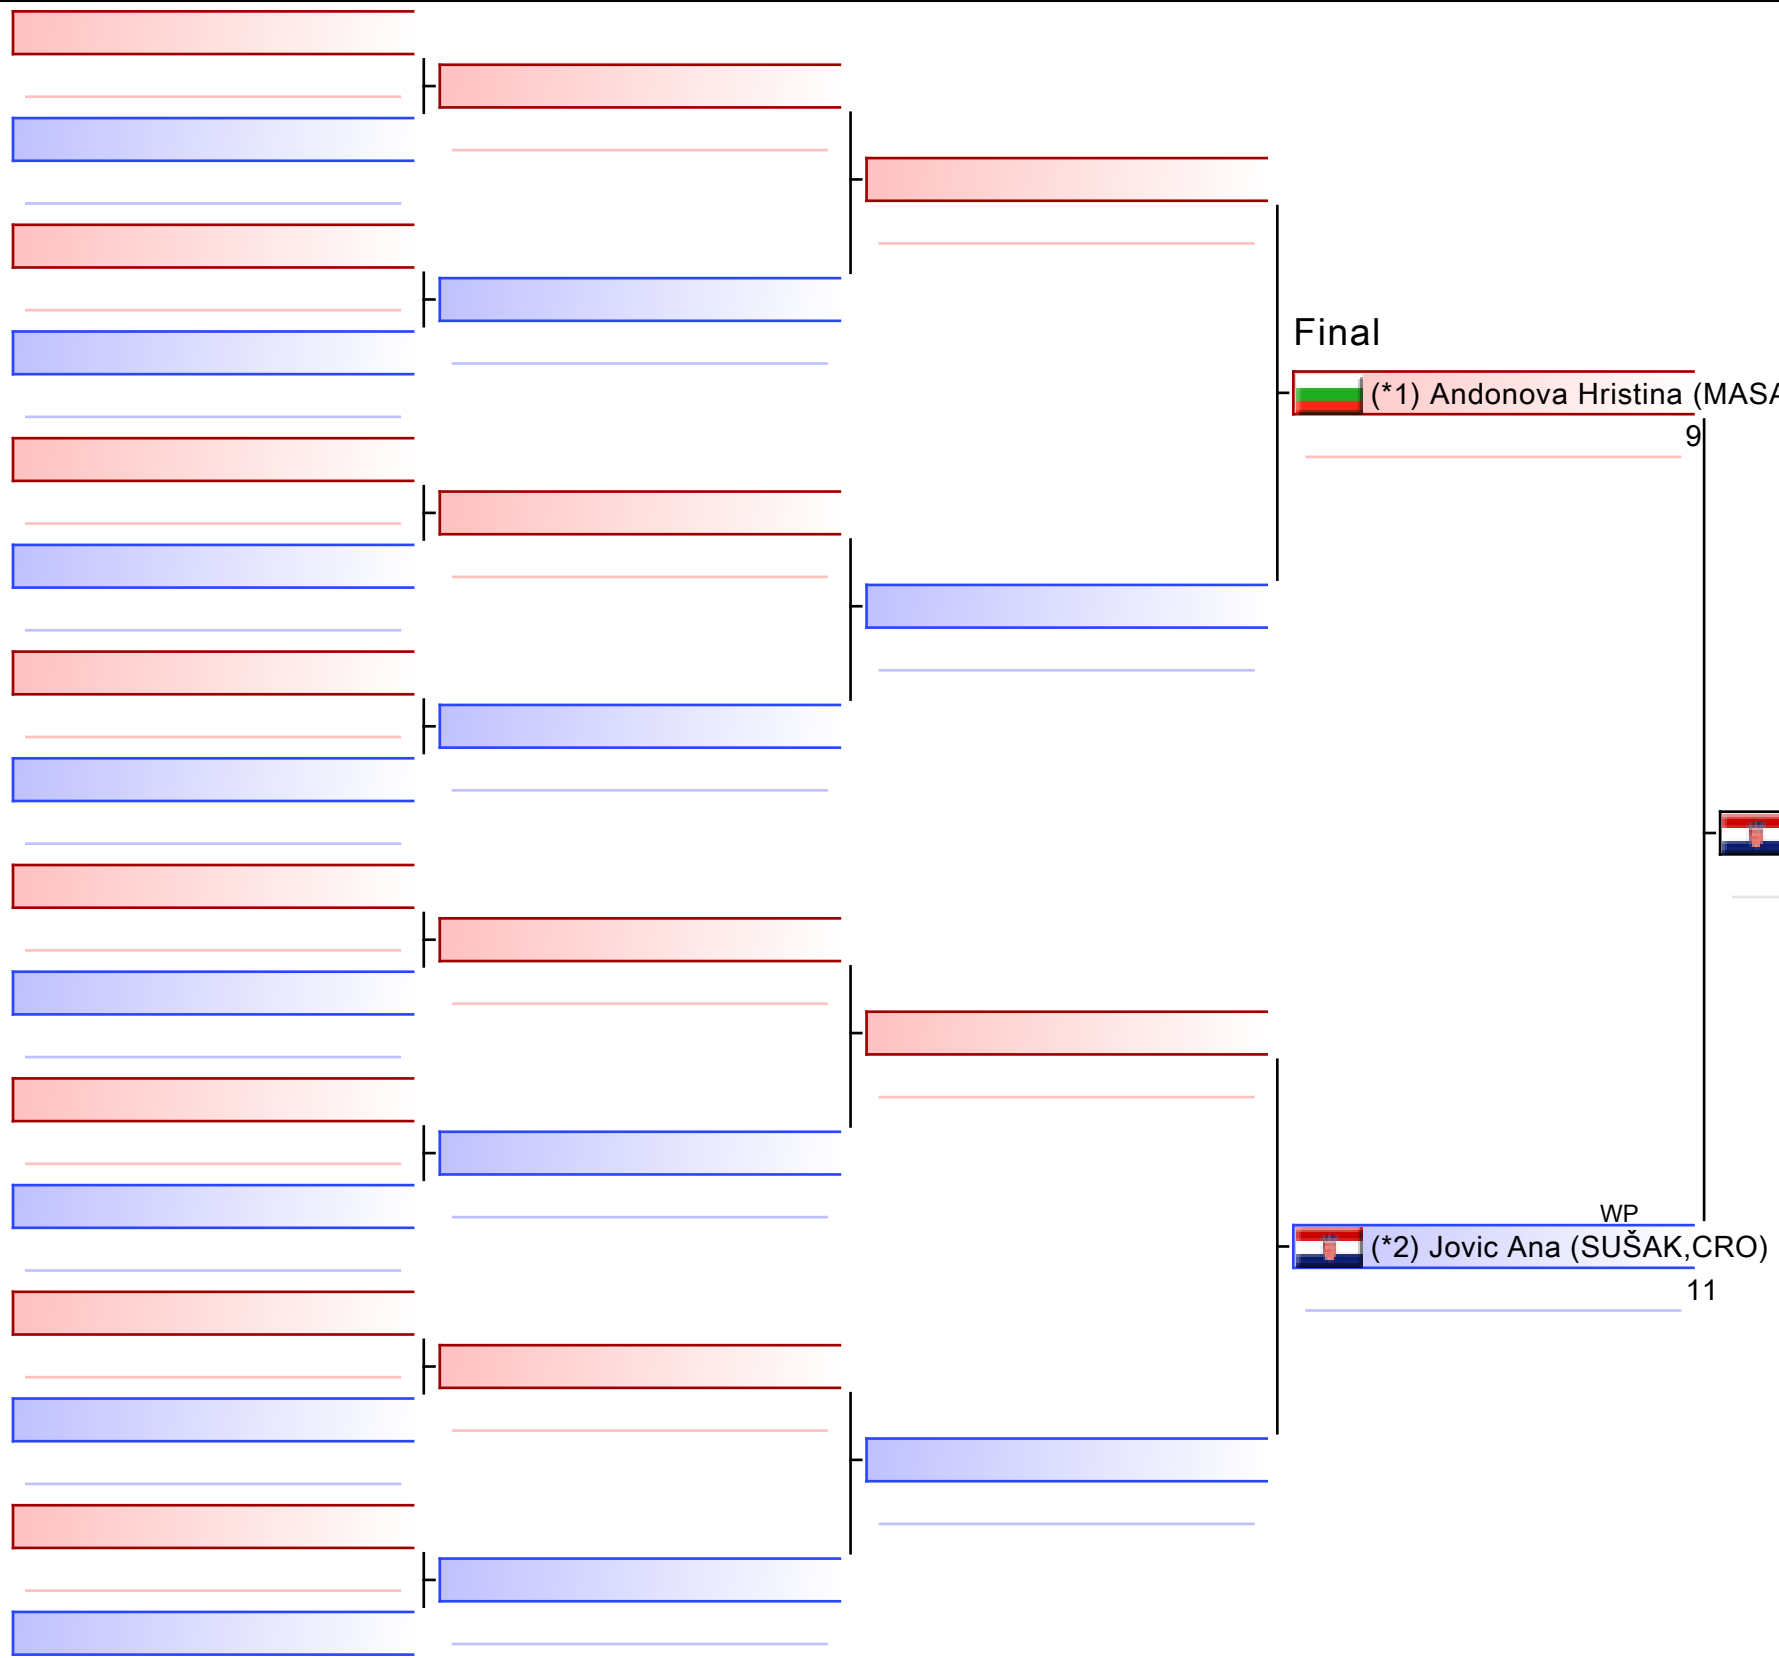 Final
(*1) Andonova Hristina (MASA
9
WP
(*2) Jovic Ana (SUŠAK,CRO)
11